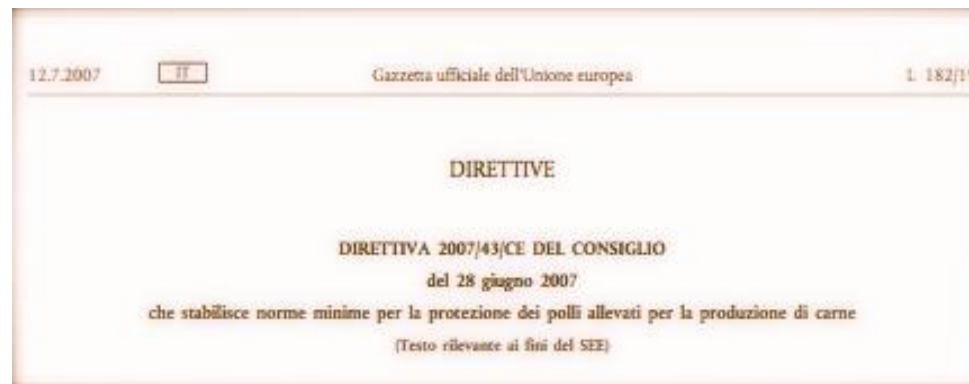 12.7.2007 IT Gazzetta ufficiale dell'Unione europea L 182/19
DIRETTIVE
DIRETTIVA 2007/43/CE DEL CONSIGLIO
del 28 giugno 2007
che stabilisce norme minime per la protezione dei polli allevati per la produzione di carne
(Testo rilevante ai fini del SEE)